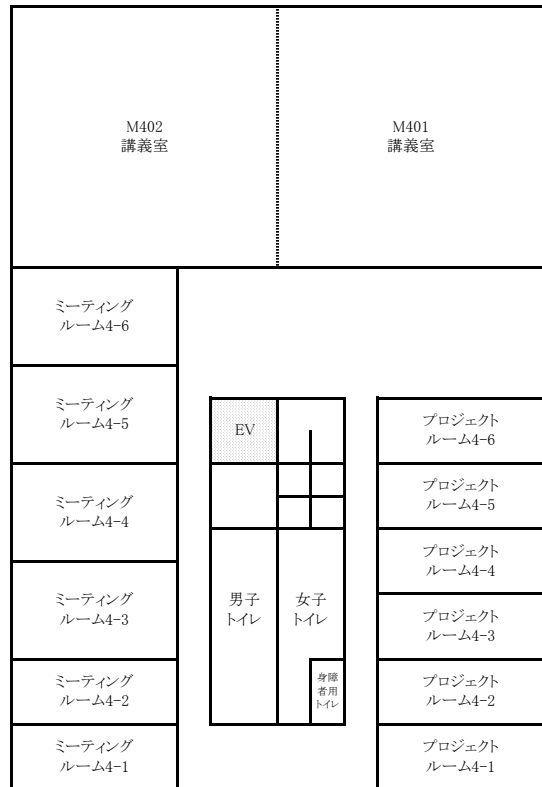 M402
講義室
M401
講義室
ミーティング
ルーム4-6
ミーティング
ルーム4-5
EV
プロジェクト
ルーム4-6
ミーティング
ルーム4-4
プロジェクト
ルーム4-5
プロジェクト
ルーム4-4
ミーティング
ルーム4-3
男子
トイレ
女子
トイレ
プロジェクト
ルーム4-3
ミーティング
ルーム4-2
身障
者用
トイレ
プロジェクト
ルーム4-2
ミーティング
ルーム4-1
プロジェクト
ルーム4-1